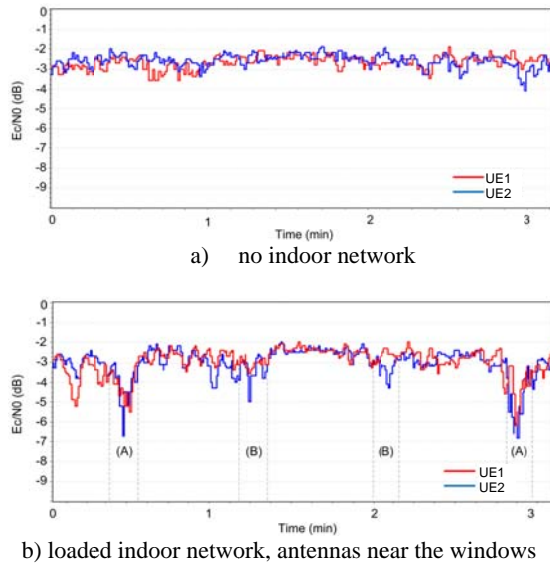 0
-1
-2
-3
-4
-5
-6
-7
-8
-9
Ec/N0 (dB)
UE1
UE2
0 1 2 3
Time (min)
a) no indoor network
0
-1
-2
-3
-4
-5
-6
-7
-8
-9
Ec/N0 (dB)
(A) (B) (B) (A)
UE1
UE2
0 1 2 3
Time (min)
b) loaded indoor network, antennas near the windows